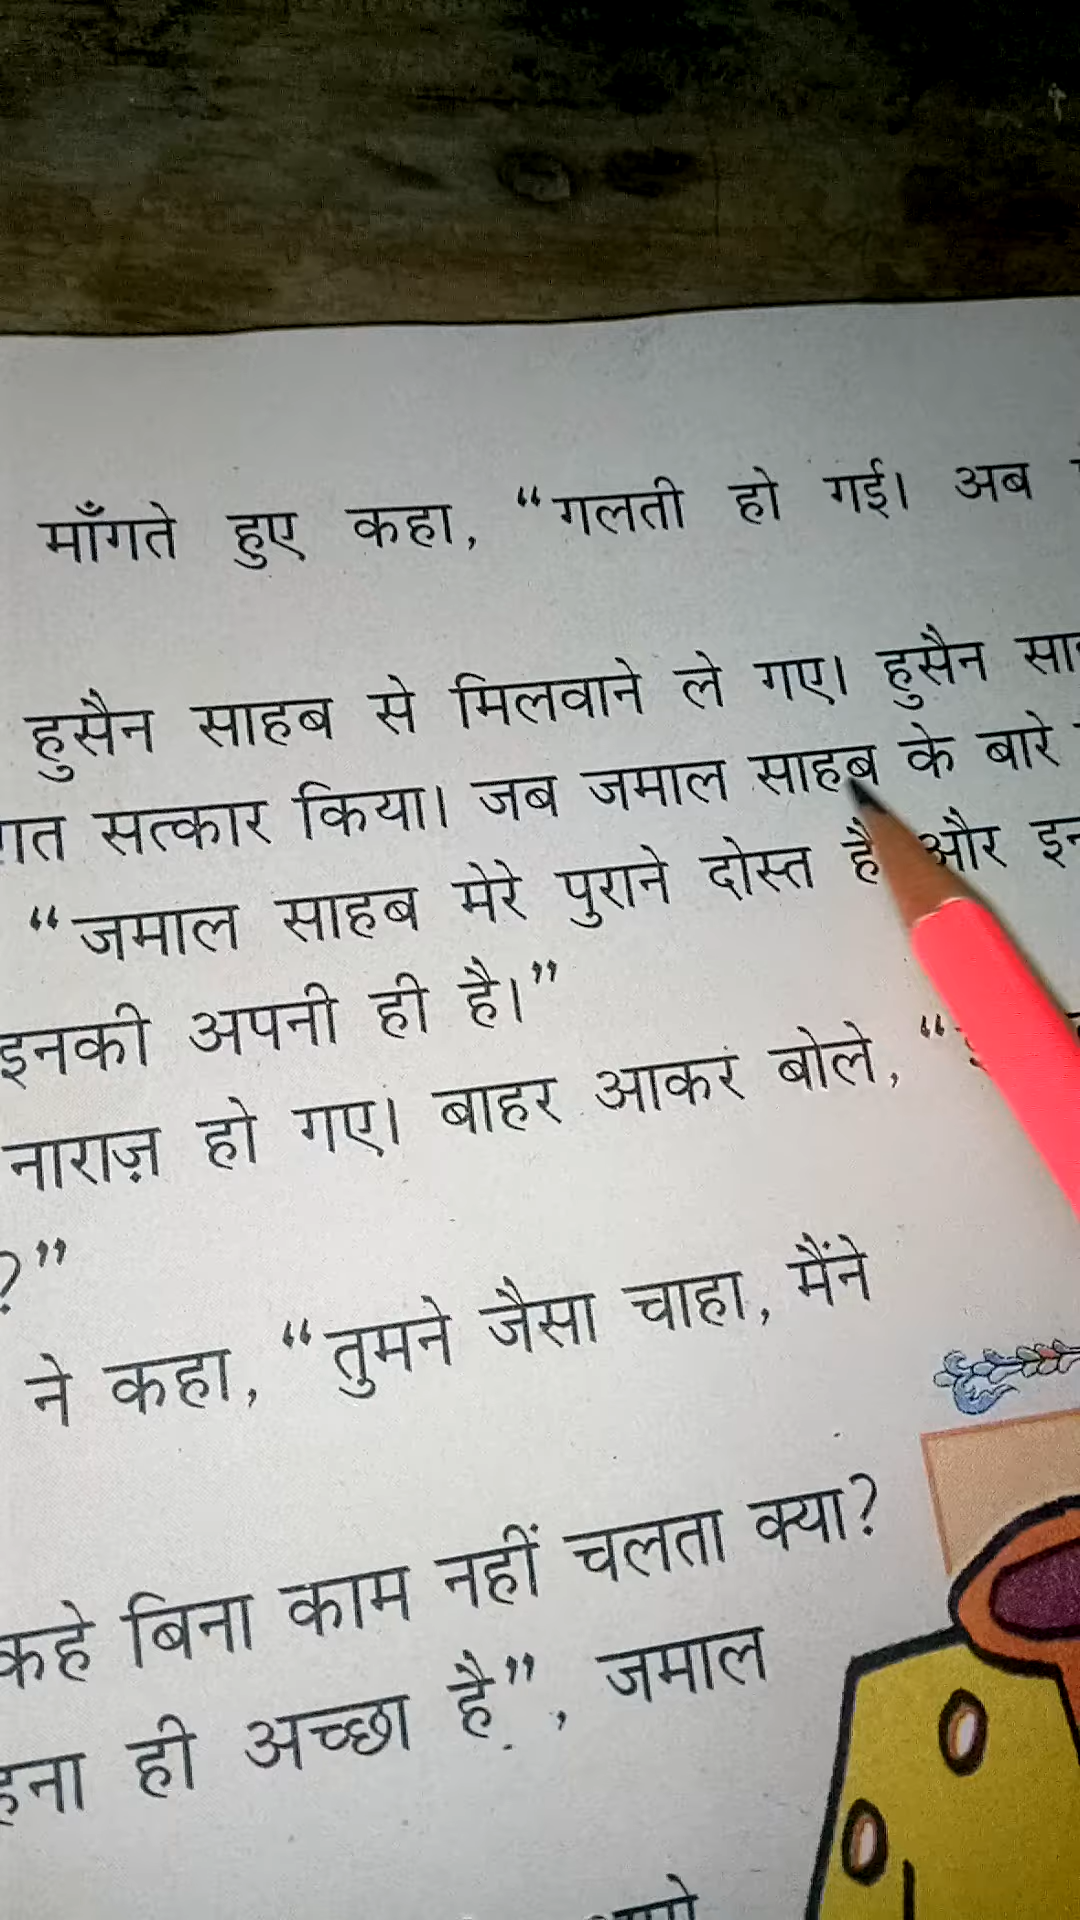 माँगते हुए कहा, “गलती हो गई। अब
हुसैन साहब से मिलवाने ले गए। हुसैन
सत्कार किया। जब जमाल साहब के बारे
“जमाल साहब मेरे पुराने दोस्त है और
इनकी अपनी ही है।”
नाराज़ हो गए। बाहर आकर बोले, “
?”
ने कहा, “तुमने जैसा चाहा, मैंने
कहे बिना काम नहीं चलता क्या?
ही अच्छा है”, जमाल